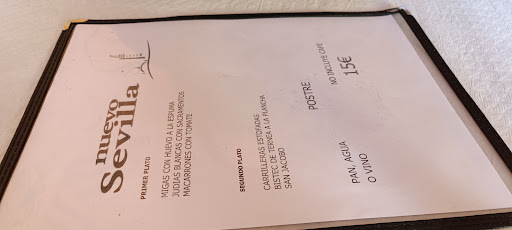 nuevo
Sevilla
PRIMER PLATO
MIGAS CON HUEVO A LA ESPUMA
JUDÍAS BLANCAS CON SACRAMENTOS
MACARRONES CON TOMATE
SEGUNDO PLATO
CARRILLERAS ESTOFADAS
BISTEC DE TERNERA A LA PLANCHA
SAN JACOBO
POSTRE
PAN, AGUA
O VINO
NO INCLUYE CAFE
15€